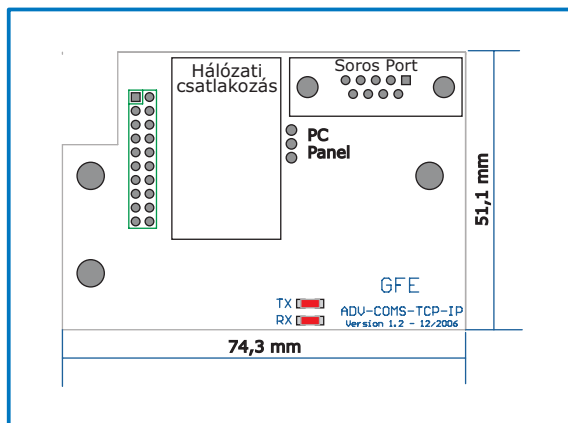 Hálózati
csatlakozás
Soros Port
PC
Panel
51,1 mm
GFE
TX
RX
ADV-COMS-TCP-IP
Version 1.2 - 12/2006
74,3 mm